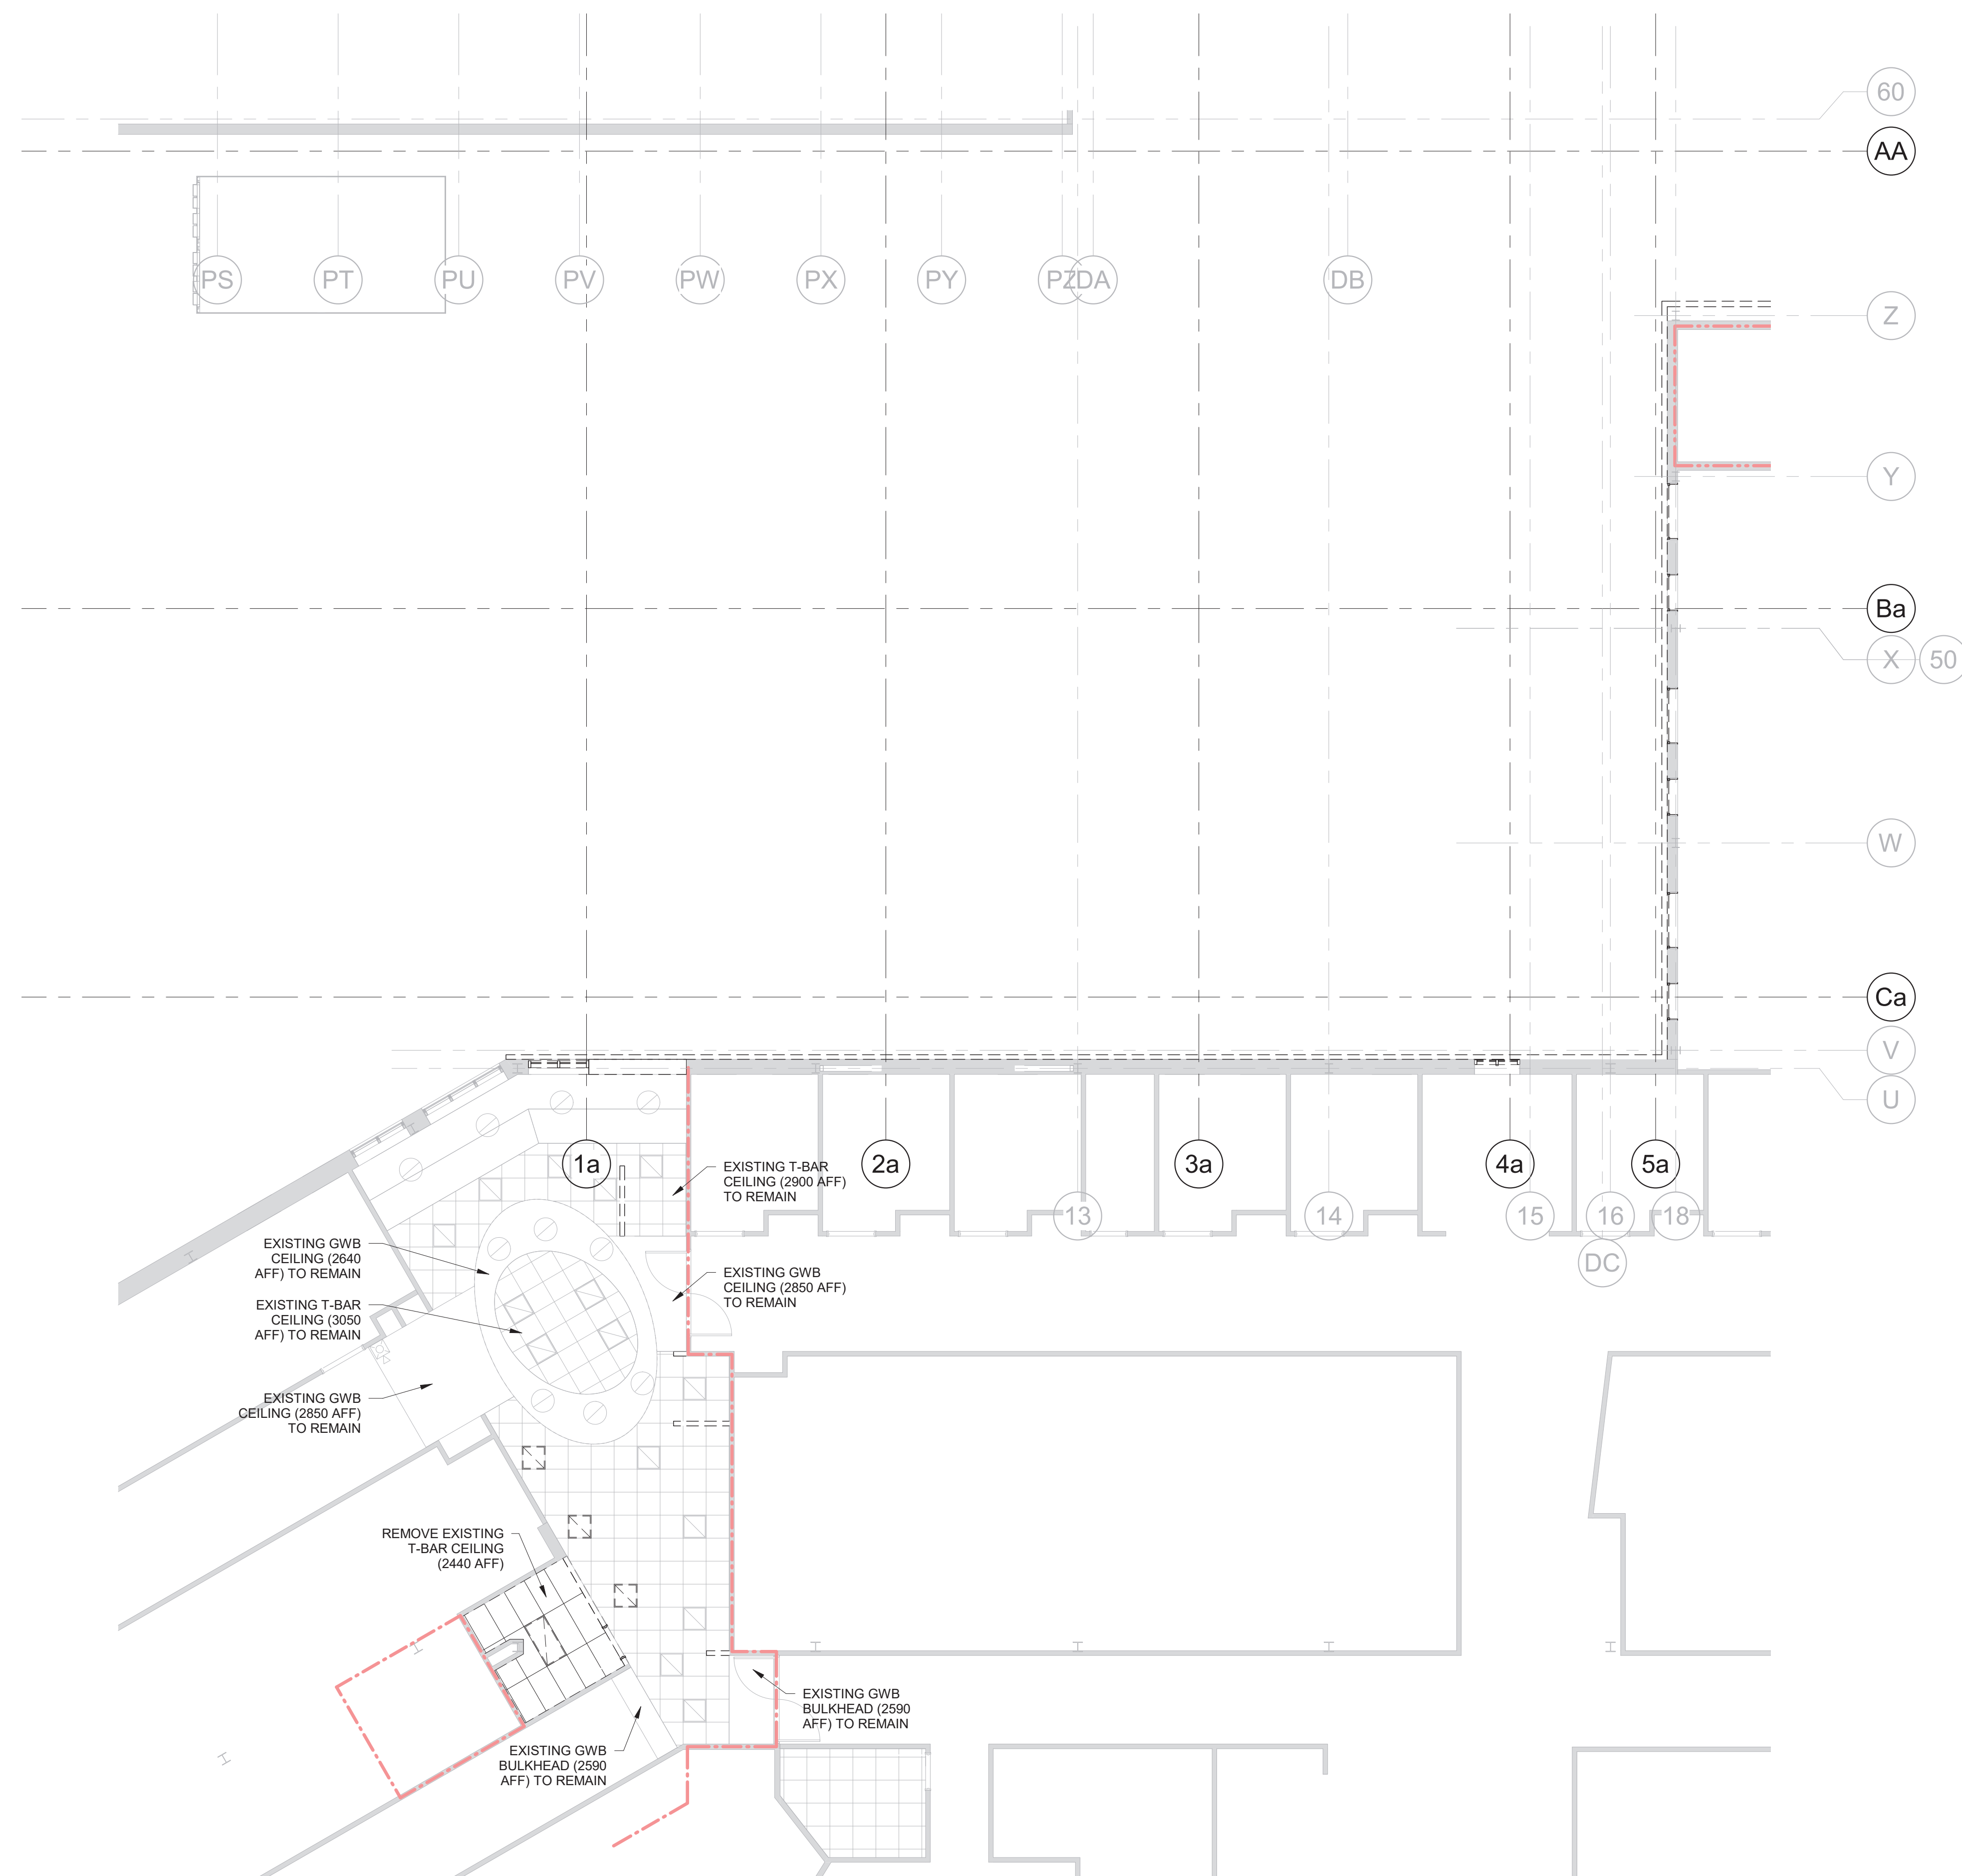 60
AA
PS
PT
PU
PV
PW
PX
PY
PZ
DA
DB
Z
Y
Ba
X
50
W
Ca
V
U
1a
2a
3a
4a
5a
13
14
15
16
18
DC
EXISTING T-BAR
CEILING (2900 AFF)
TO REMAIN
EXISTING GWB
CEILING (2640
AFF) TO REMAIN
EXISTING GWB
CEILING (2850 AFF)
TO REMAIN
EXISTING T-BAR
CEILING (3050
AFF) TO REMAIN
EXISTING GWB
CEILING (2850 AFF)
TO REMAIN
REMOVE EXISTING
T-BAR CEILING
(2440 AFF)
EXISTING GWB
BULKHEAD (2590
AFF) TO REMAIN
EXISTING GWB
BULKHEAD (2590
AFF) TO REMAIN